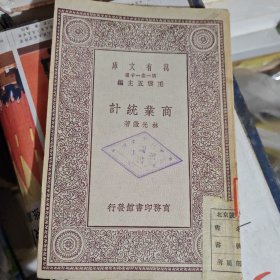 萬有文庫
第一集一千種
王雲五主編
商業統計
林光澂著
商務印書館發行